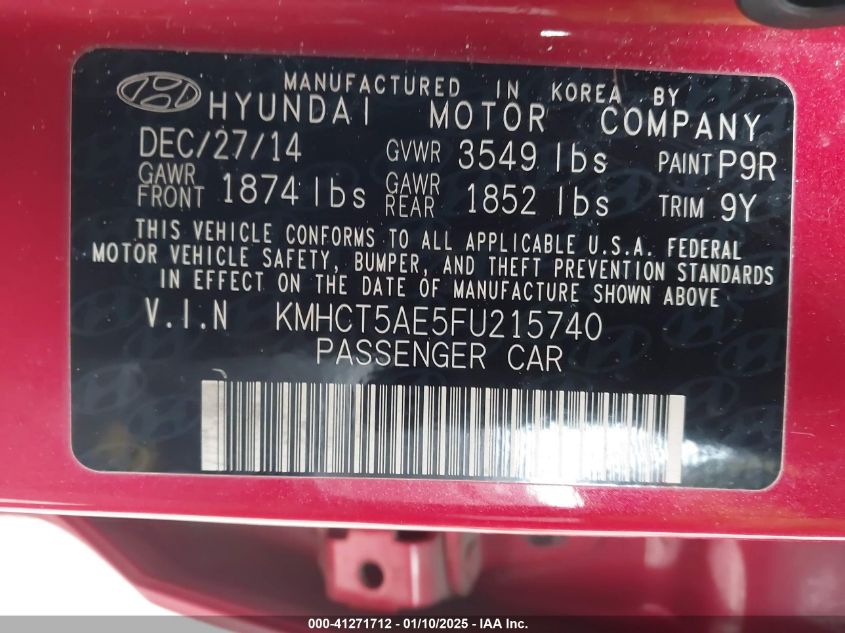 MANUFACTURED IN KOREA BY
HYUNDAI MOTOR COMPANY
DEC/27/14 GVWR 3549 lbs PAINT P9R
GAWR FRONT 1874 lbs GAWR REAR 1852 lbs TRIM 9Y
THIS VEHICLE CONFORMS TO ALL APPLICABLE U.S.A. FEDERAL
MOTOR VEHICLE SAFETY, BUMPER, AND THEFT PREVENTION STANDARDS
IN EFFECT ON THE DATE OF MANUFACTURE SHOWN ABOVE
V.I.N KMHCT5AE5FU215740
PASSENGER CAR
000-41271712 - 01/10/2025 - IAA Inc.